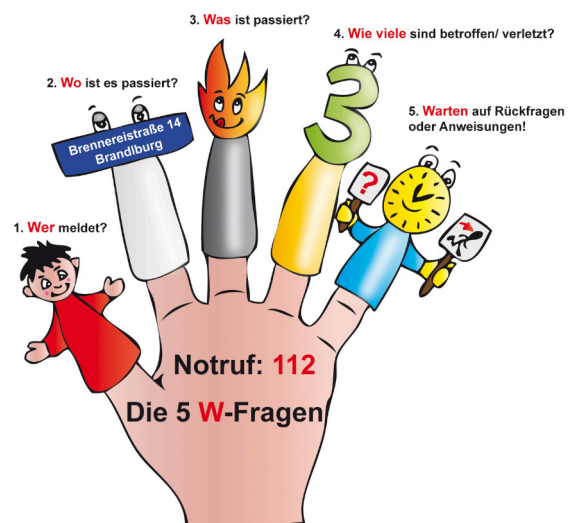 3. Was ist passiert?
4. Wie viele sind betroffen/ verletzt?
2. Wo ist es passiert?
5. Warten auf Rückfragen
oder Anweisungen!
Brennereistraße 14
Brandlburg
3
?
1. Wer meldet?
Notruf: 112
Die 5 W-Fragen